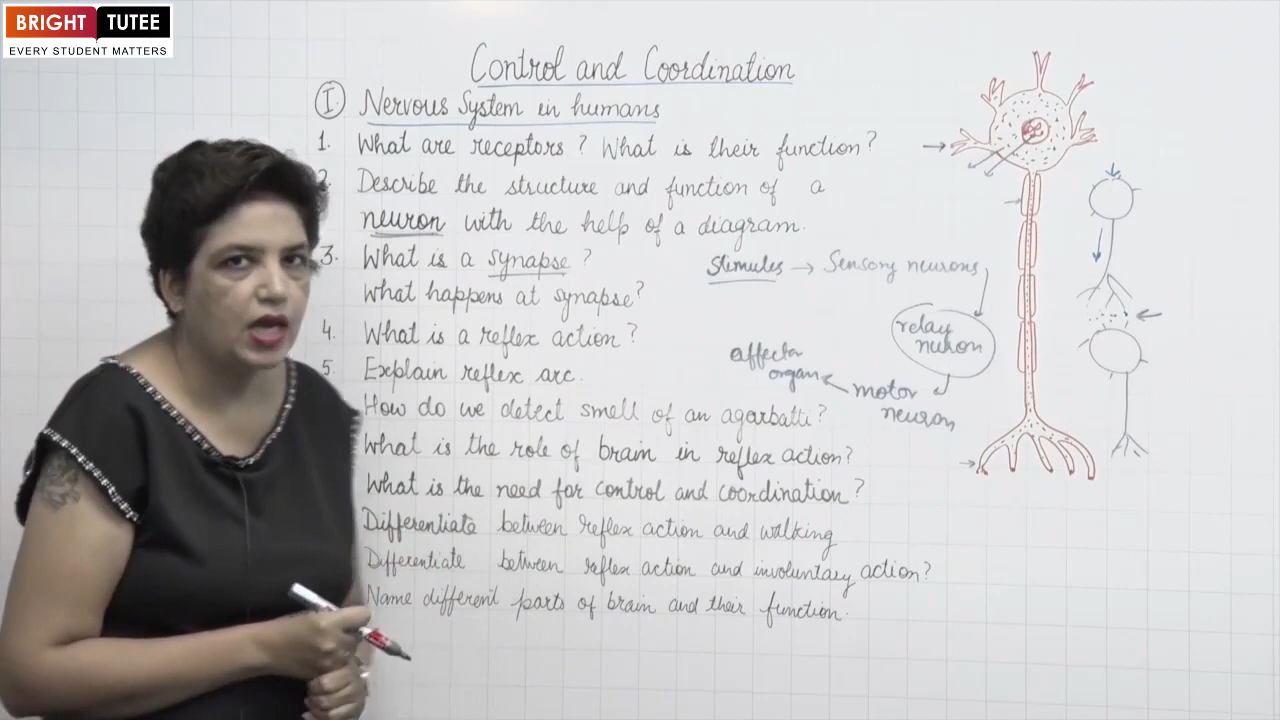 BRIGHT TUTEE
EVERY STUDENT MATTERS
Control and Coordination
I Nervous System in humans
1. What are receptors? What is their function?
2. Describe the structure and function of a
neuron with the help of a diagram.
3. What is a synapse?
What happens at synapse?
4. What is a reflex action?
5. Explain reflex arc.
How do we detect smell of an agarbatti?
What is the role of brain in reflex action?
What is the need for control and coordination?
Differentiate between reflex action and walking
Differentiate between reflex action and involuntary action?
Name different parts of brain and their function.
Stimules → Sensory neurons
relay
nuron
motor
neuron
affector
organ